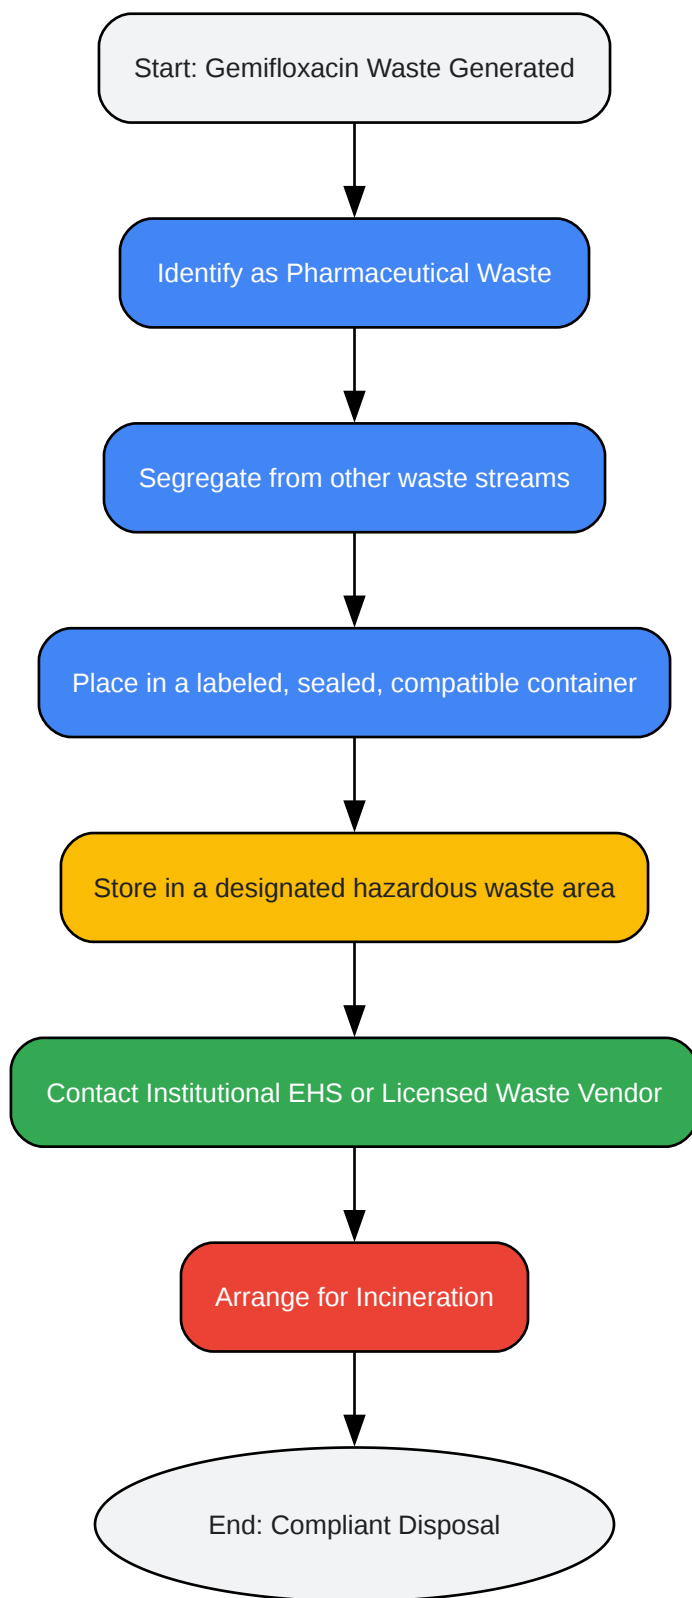 Start: Gemifloxacin Waste Generated
Identify as Pharmaceutical Waste
Segregate from other waste streams
Place in a labeled, sealed, compatible container
Store in a designated hazardous waste area
Contact Institutional EHS or Licensed Waste Vendor
Arrange for Incineration
End: Compliant Disposal